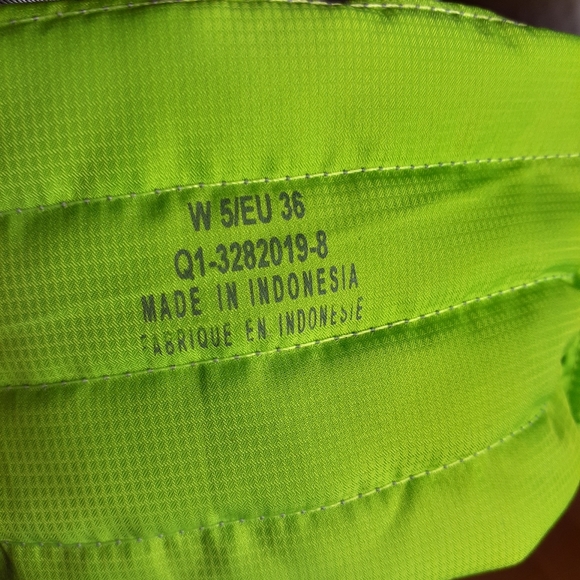 W 5/EU 36
Q1-3282019-8
MADE IN INDONESIA
FABRIQUE EN INDONESIE